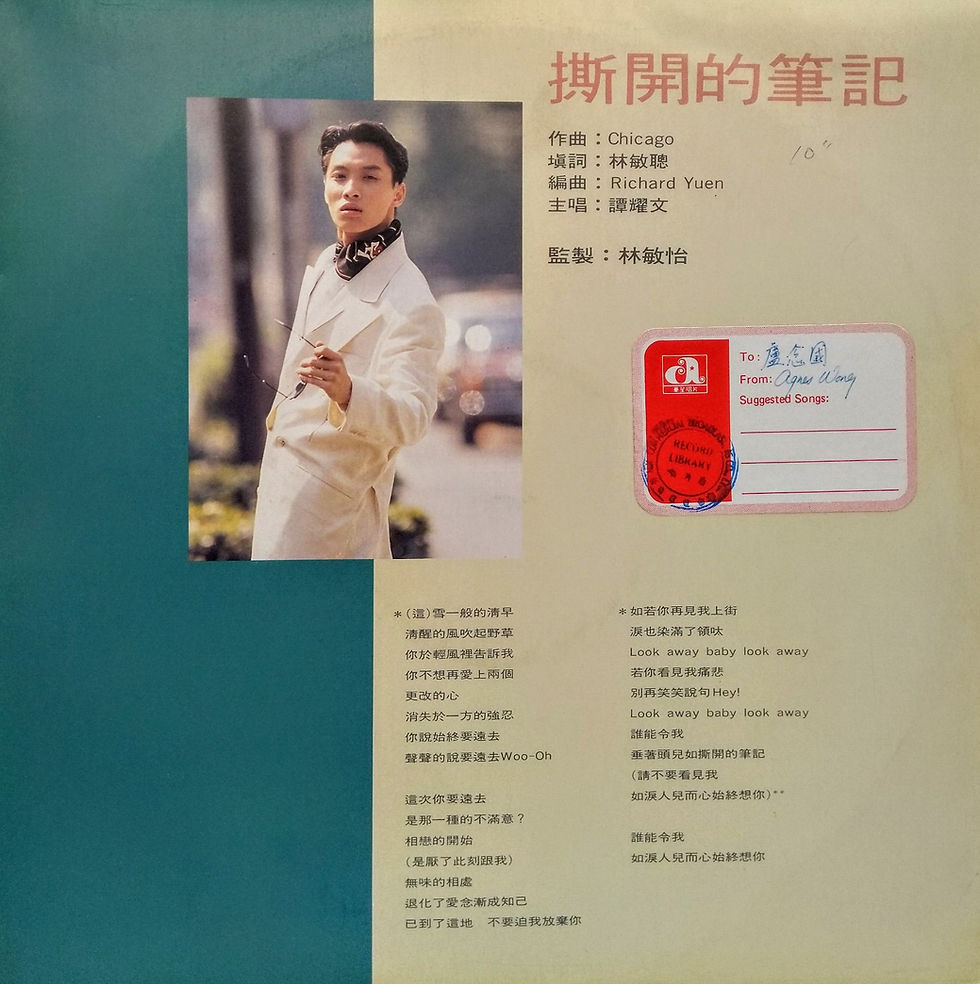 撕開的筆記
作曲：Chicago
塡詞：林敏聰
編曲：Richard Yuen
主唱：譚耀文
監製：林敏怡
10"
a
To: 盧念國
From: Agnes Wong
Suggested Songs:
RECORD
LIBRARY
＊(這)雪一般的淸早
淸醒的風吹起野草
你於輕風裡告訴我
你不想再愛上兩個
更改的心
消失於一方的強忍
你說始終要遠去
聲聲的說要遠去Woo-Oh
這次你要遠去
是那一種的不滿意？
相戀的開始
(是厭了此刻跟我)
無味的相處
退化了愛念漸成知己
已到了這地　不要迫我放棄你
＊如若你再見我上街
淚也染滿了領呔
Look away baby look away
若你看見我痛悲
別再笑笑說句Hey!
Look away baby look away
誰能令我
垂著頭兒如撕開的筆記
(請不要看見我
如淚人兒而心始終想你)**
誰能令我
如淚人兒而心始終想你